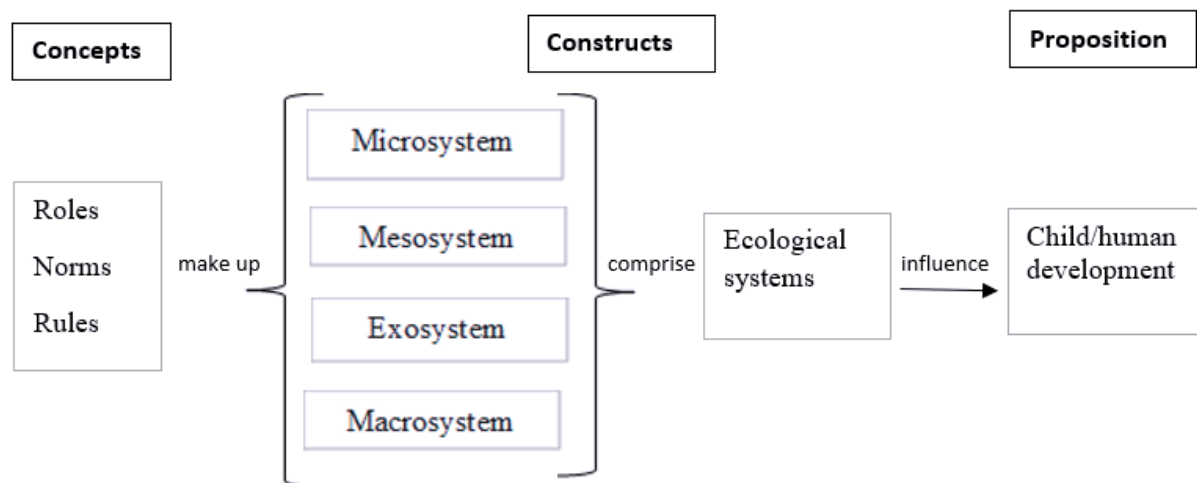 Concepts
Constructs
Proposition
Roles
Norms
Rules
make up
Microsystem
Mesosystem
Exosystem
Macrosystem
comprise
Ecological
systems
influence
Child/human
development